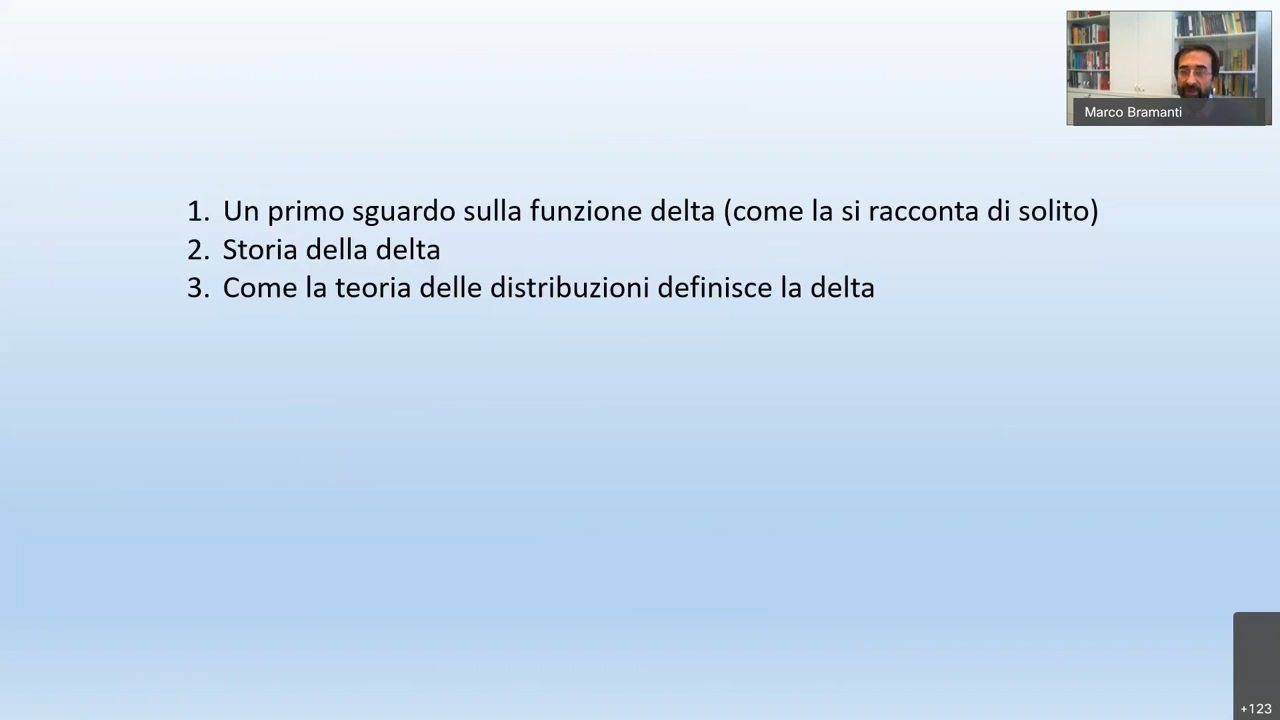 Marco Bramanti
1. Un primo sguardo sulla funzione delta (come la si racconta di solito)
2. Storia della delta
3. Come la teoria delle distribuzioni definisce la delta
+123